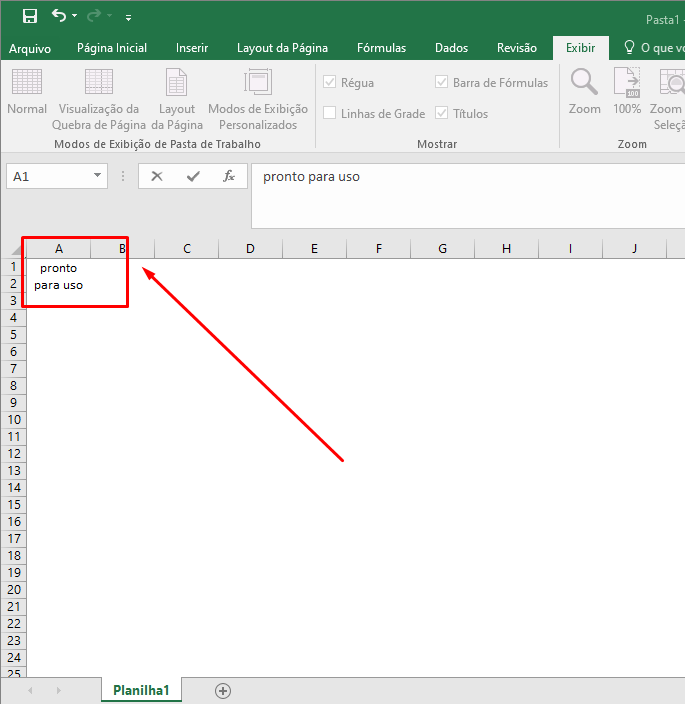 Pasta1 -
Arquivo Página Inicial Inserir Layout da Página Fórmulas Dados Revisão Exibir O que vo
Normal
Visualização da
Quebra de Página
Layout
da Página
Modos de Exibição
Personalizados
Modos de Exibição de Pasta de Trabalho
Régua
Barra de Fórmulas
Linhas de Grade
Títulos
Mostrar
Zoom
100
100%
Zoom
Seleç
Zoom
A1
fx
pronto para uso
A B C D E F G H I J
1
2
3
4
5
6
7
8
9
10
11
12
13
14
15
16
17
18
19
20
21
22
23
24
25
pronto
para uso
Planilha1